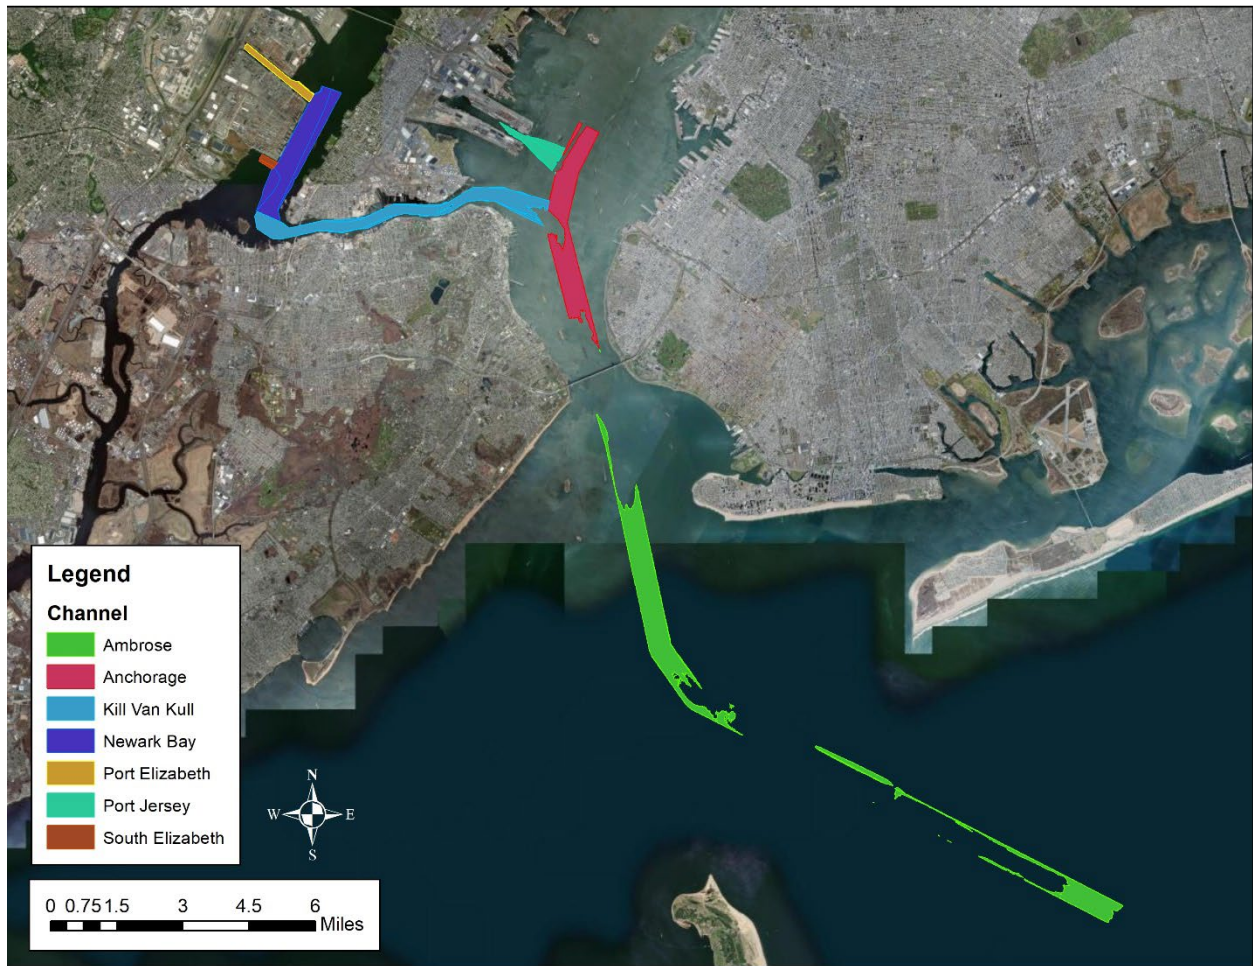 Legend
Channel
Ambrose
Anchorage
Kill Van Kull
Newark Bay
Port Elizabeth
Port Jersey
South Elizabeth
N
W E
S
0 0.75 1.5 3 4.5 6
Miles